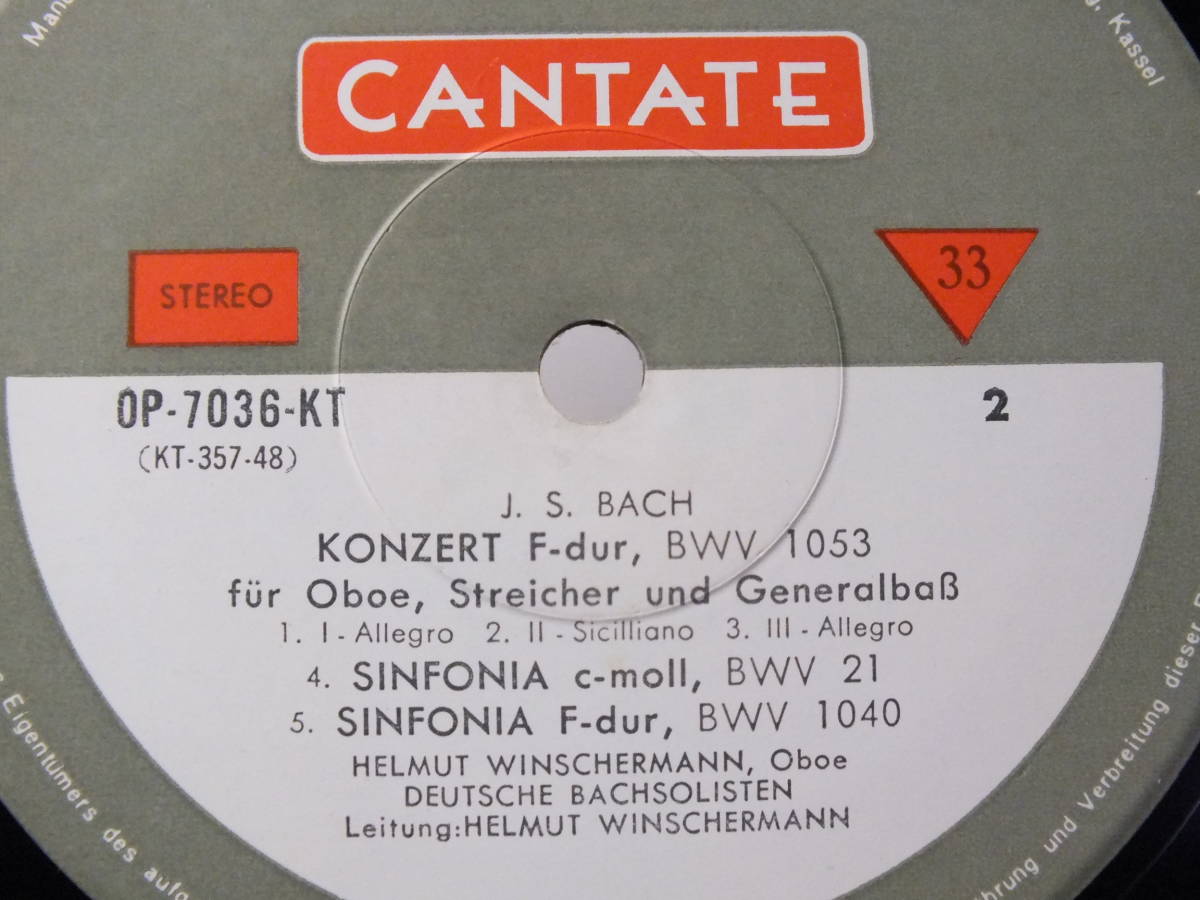 CANTATE
STEREO
33
OP-7036-KT
2
(KT-357-48)
J. S. BACH
KONZERT F-dur, BWV 1053
für Oboe, Streicher und Generalbaß
1. I - Allegro 2. II - Sicilliano 3. III - Allegro
4. SINFONIA c-moll, BWV 21
5. SINFONIA F-dur, BWV 1040
HELMUT WINSCHERMANN, Oboe
DEUTSCHE BACHSOLISTEN
Leitung:HELMUT WINSCHERMANN
Kassel
und Verbreitung dieser
Eigentümers des